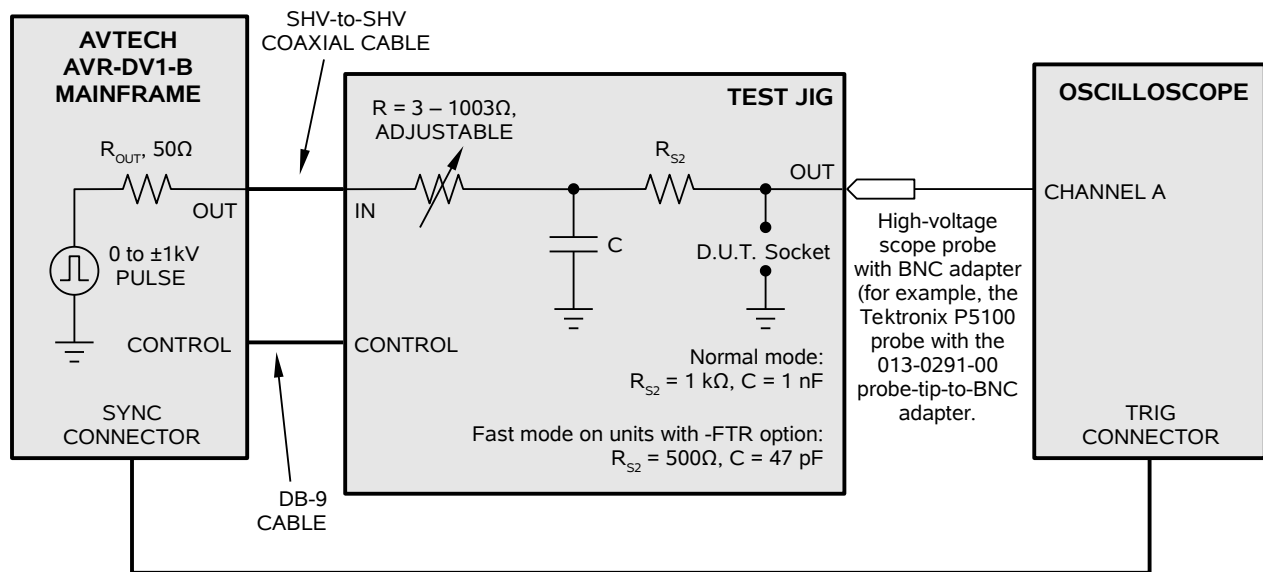 SHV-to-SHV
COAXIAL CABLE
AVTECH
AVR-DV1-B
MAINFRAME
R_OUT, 50Ω
OUT
0 to ±1kV
PULSE
CONTROL
SYNC
CONNECTOR
DB-9
CABLE
TEST JIG
R = 3 – 1003Ω,
ADJUSTABLE
IN
R_S2
OUT
C
D.U.T. Socket
CONTROL
Normal mode:
R_S2 = 1 kΩ, C = 1 nF
Fast mode on units with -FTR option:
R_S2 = 500Ω, C = 47 pF
High-voltage
scope probe
with BNC adapter
(for example, the
Tektronix P5100
probe with the
013-0291-00
probe-tip-to-BNC
adapter.
OSCILLOSCOPE
CHANNEL A
TRIG
CONNECTOR